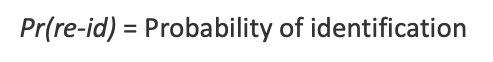 Pr(re-id) = Probability of identification